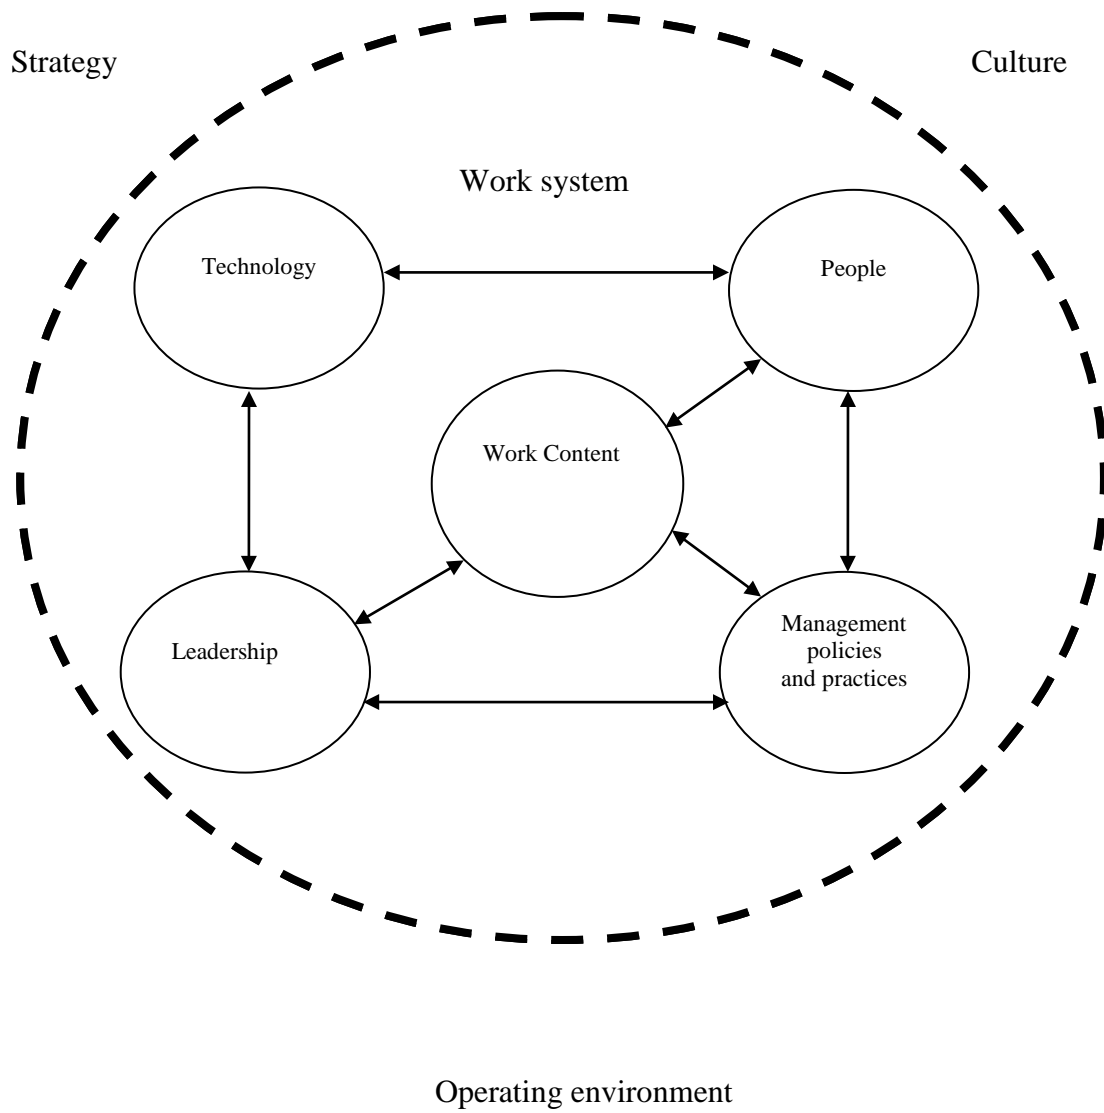 Strategy
Culture
Work system
Technology
People
Work Content
Leadership
Management
policies
and practices
Operating environment